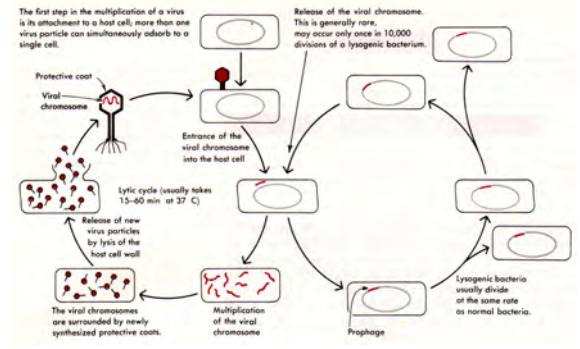 The first step in the multiplication of a virus
is its attachment to a host cell; more than one
virus particle can simultaneously adsorb to a
single cell.
Release of the viral chromosome.
This is generally rare,
may occur only once in 10,000
divisions of a lysogenic bacterium.
Protective coat
Viral
chromosome
Entrance of the
viral chromosome
into the host cell
Lytic cycle (usually takes
15–60 min at 37 C)
Release of new
virus particles
by lysis of the
host cell wall
Lysogenic bacteria
usually divide
at the same rate
as normal bacteria.
The viral chromosomes
are surrounded by newly
synthesized protective coats.
Multiplication
of the viral
chromosome
Prophage